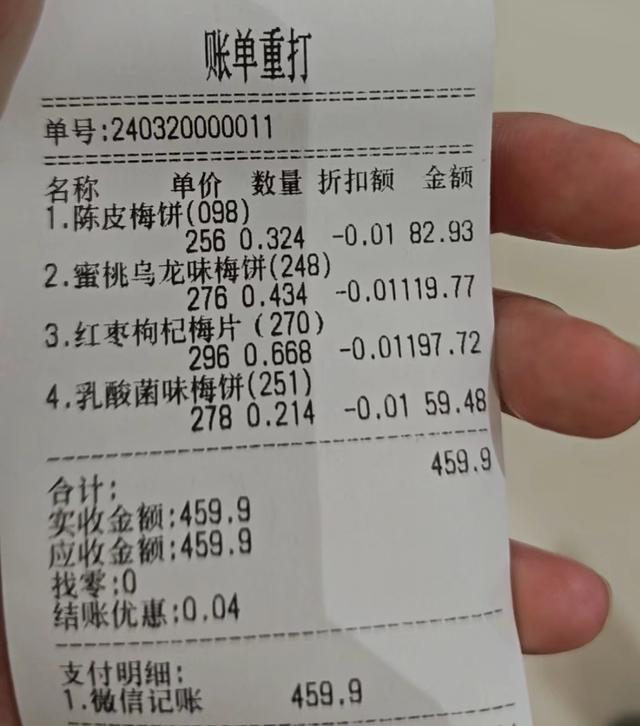 账单重打
单号:240320000011
名称 单价 数量 折扣额 金额
1.陈皮梅饼(098)
256 0.324 -0.01 82.93
2.蜜桃乌龙味梅饼(248)
276 0.434 -0.01119.77
3.红枣枸杞梅片(270)
296 0.668 -0.01197.72
4.乳酸菌味梅饼(251)
278 0.214 -0.01 59.48
合计: 459.9
实收金额:459.9
应收金额:459.9
找零:0
结账优惠:0.04
支付明细:
1.微信记账 459.9